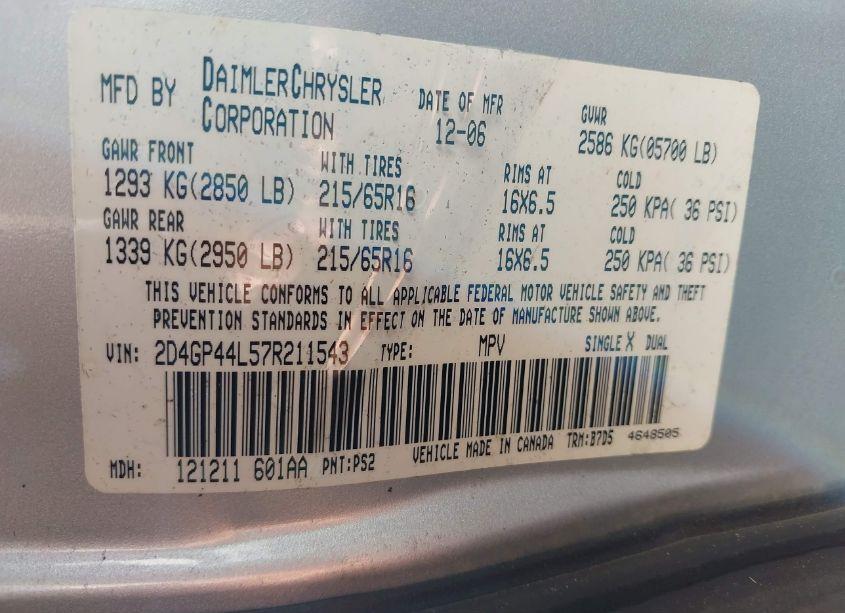 MFD BY DAIMLERCHRYSLER CORPORATION DATE OF MFR 12-06 GVWR 2586 KG(05700 LB)
GAWR FRONT WITH TIRES RIMS AT COLD
1293 KG(2850 LB) 215/65R16 16X6.5 250 KPA( 36 PSI)
GAWR REAR WITH TIRES RIMS AT COLD
1339 KG(2950 LB) 215/65R16 16X6.5 250 KPA( 36 PSI)
THIS VEHICLE CONFORMS TO ALL APPLICABLE FEDERAL MOTOR VEHICLE SAFETY AND THEFT
PREVENTION STANDARDS IN EFFECT ON THE DATE OF MANUFACTURE SHOWN ABOVE.
VIN: 2D4GP44L57R211543 TYPE: MPV SINGLE X DUAL
MDH: 121211 601AA PNT:PS2 VEHICLE MADE IN CANADA TRM:B7D5 4648505